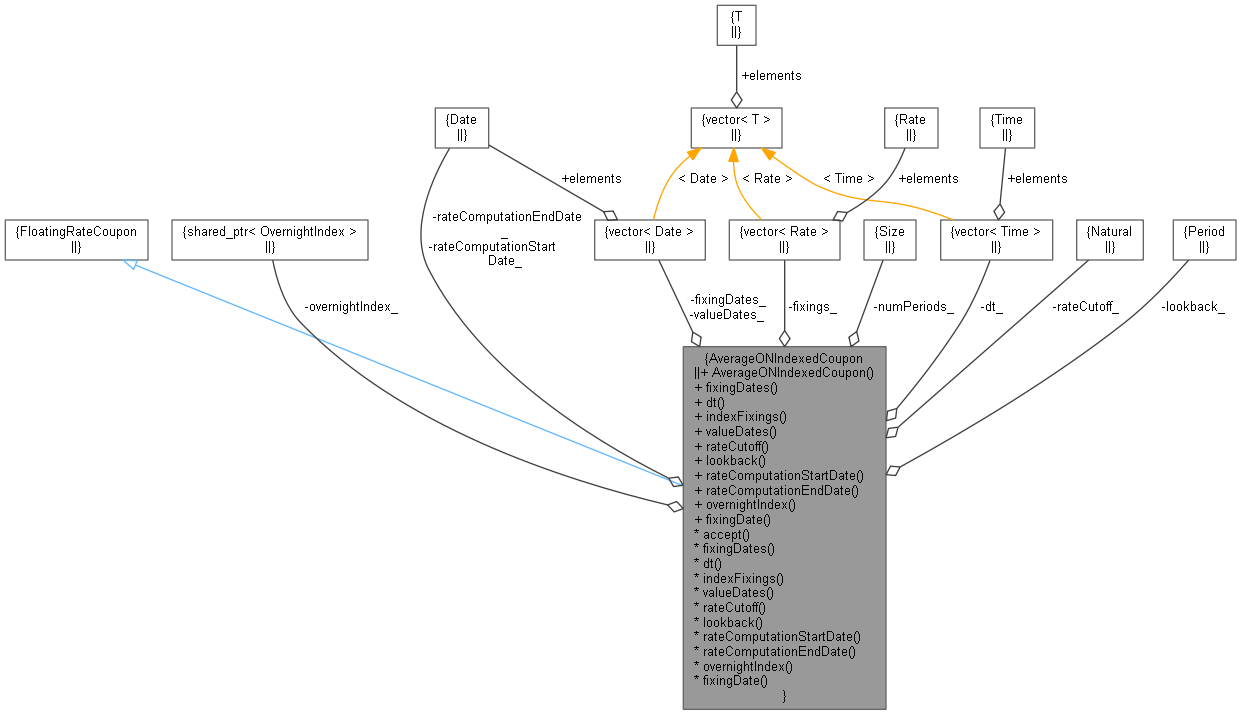 {T
||}
+elements
{Date
||}
{vector< T >
||}
{Rate
||}
{Time
||}
+elements
< Date >
< Rate >
< Time >
+elements
+elements
-rateComputationEndDate
_
-rateComputationStart
Date_
{FloatingRateCoupon
||}
{shared_ptr< OvernightIndex >
||}
{vector< Date >
||}
{vector< Rate >
||}
{Size
||}
{vector< Time >
||}
{Natural
||}
{Period
||}
-overnightIndex_
-fixingDates_
-valueDates_
-fixings_
-numPeriods_
-dt_
-rateCutoff_
-lookback_
{AverageONIndexedCoupon
||+ AverageONIndexedCoupon()
+ fixingDates()
+ dt()
+ indexFixings()
+ valueDates()
+ rateCutoff()
+ lookback()
+ rateComputationStartDate()
+ rateComputationEndDate()
+ overnightIndex()
+ fixingDate()
* accept()
* fixingDates()
* dt()
* indexFixings()
* valueDates()
* rateCutoff()
* lookback()
* rateComputationStartDate()
* rateComputationEndDate()
* overnightIndex()
* fixingDate()
}